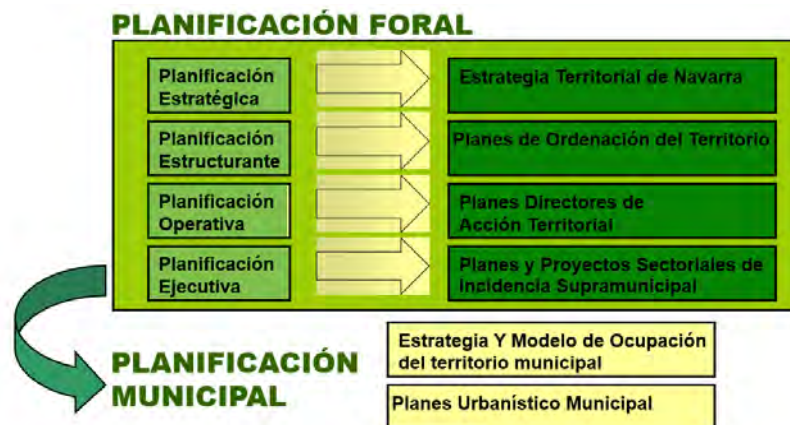 PLANIFICACIÓN FORAL
Planificación
Estratégica
Estrategia Territorial de Navarra
Planificación
Estructurante
Planes de Ordenación del Territorio
Planificación
Operativa
Planes Directores de
Acción Territorial
Planificación
Ejecutiva
Planes y Proyectos Sectoriales de
Incidencia Supramunicipal
PLANIFICACIÓN
MUNICIPAL
Estrategia Y Modelo de Ocupación
del territorio municipal
Planes Urbanístico Municipal